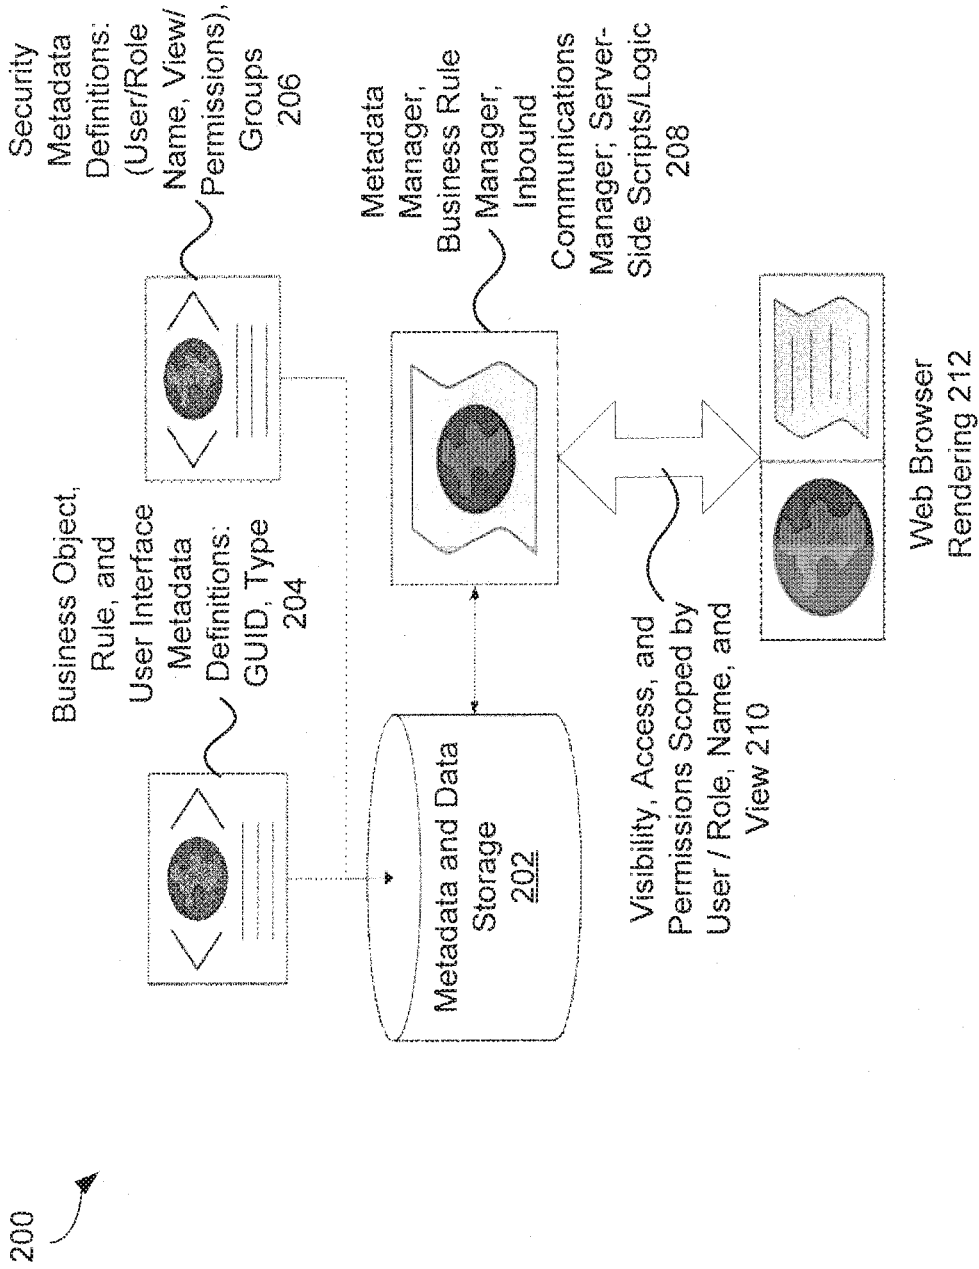 200
Business Object,
Rule, and
User Interface
Metadata
Definitions:
GUID, Type
204
Security
Metadata
Definitions:
(User/Role
Name, View/
Permissions),
Groups
206
Metadata and Data
Storage
202
Metadata
Manager,
Business Rule
Manager,
Inbound
Communications
Manager; Server-
Side Scripts/Logic
208
Visibility, Access, and
Permissions Scoped by
User / Role, Name, and
View 210
Web Browser
Rendering 212